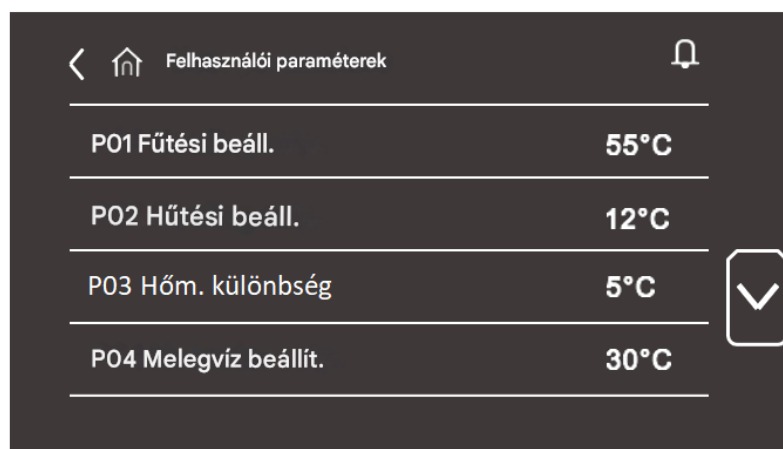 Felhasználói paraméterek
P01 Fűtési beáll. 55°C
P02 Hűtési beáll. 12°C
P03 Hőm. különbség 5°C
P04 Melegvíz beállít. 30°C